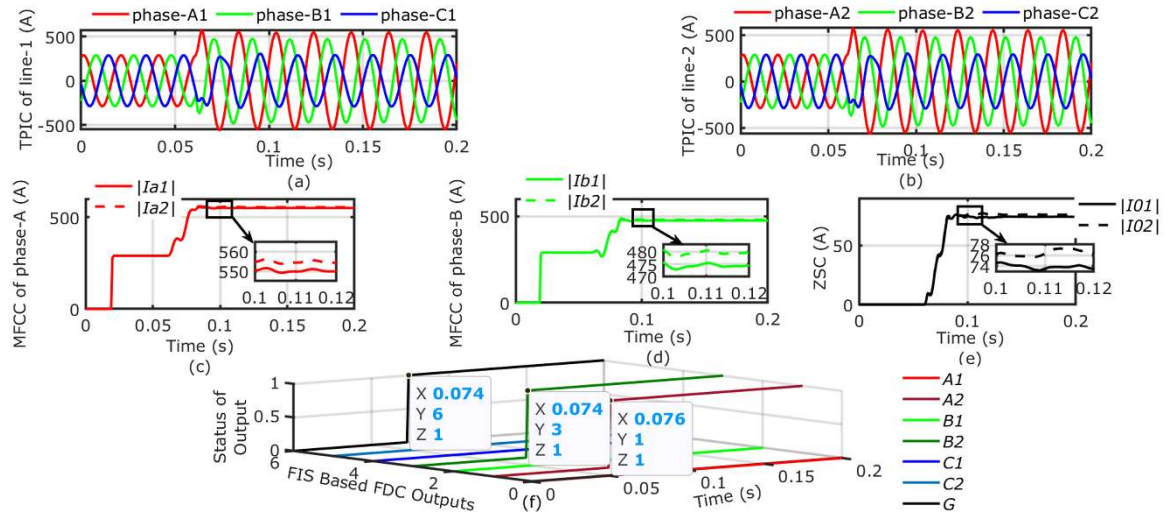 phase-A1 phase-B1 phase-C1
TPIC of line-1 (A)
500
0
-500
0 0.05 0.1 0.15 0.2
Time (s)
(a)
phase-A2 phase-B2 phase-C2
TPIC of line-2 (A)
500
0
-500
0 0.05 0.1 0.15 0.2
Time (s)
(b)
MFCC of phase-A (A)
|Ia1|
|Ia2|
500
0
560
550
0.1 0.11 0.12
0 0.05 0.1 0.15 0.2
Time (s)
(c)
MFCC of phase-B (A)
|Ib1|
|Ib2|
500
0
480
475
470
0.1 0.11 0.12
0 0.1 0.2
Time (s)
(d)
ZSC (A)
|I01|
|I02|
50
0
78
76
74
0.1 0.11 0.12
0 0.1 0.2
Time (s)
(e)
Status of
Output
1
0.5
0
6 4 2 0
FIS Based FDC Outputs
X 0.074
Y 6
Z 1
X 0.074
Y 3
Z 1
X 0.076
Y 1
Z 1
0 0.05 0.1 0.15 0.2
Time (s)
(f)
A1
A2
B1
B2
C1
C2
G